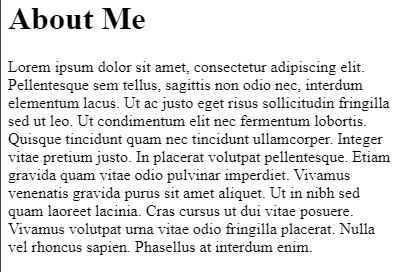 About Me
Lorem ipsum dolor sit amet, consectetur adipiscing elit.
Pellentesque sem tellus, sagittis non odio nec, interdum
elementum lacus. Ut ac justo eget risus sollicitudin fringilla
sed ut leo. Ut condimentum elit nec fermentum lobortis.
Quisque tincidunt quam nec tincidunt ullamcorper. Integer
vitae pretium justo. In placerat volutpat pellentesque. Etiam
gravida quam vitae odio pulvinar imperdiet. Vivamus
venenatis gravida purus sit amet aliquet. Ut in nibh sed
quam laoreet lacinia. Cras cursus ut dui vitae posuere.
Vivamus volutpat urna vitae odio fringilla placerat. Nulla
vel rhoncus sapien. Phasellus at interdum enim.